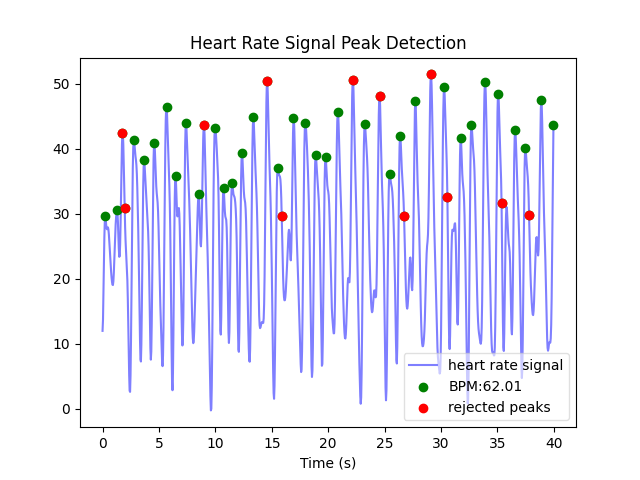 Heart Rate Signal Peak Detection
50
40
30
20
10
0
heart rate signal
BPM:62.01
rejected peaks
0 5 10 15 20 25 30 35 40
Time (s)